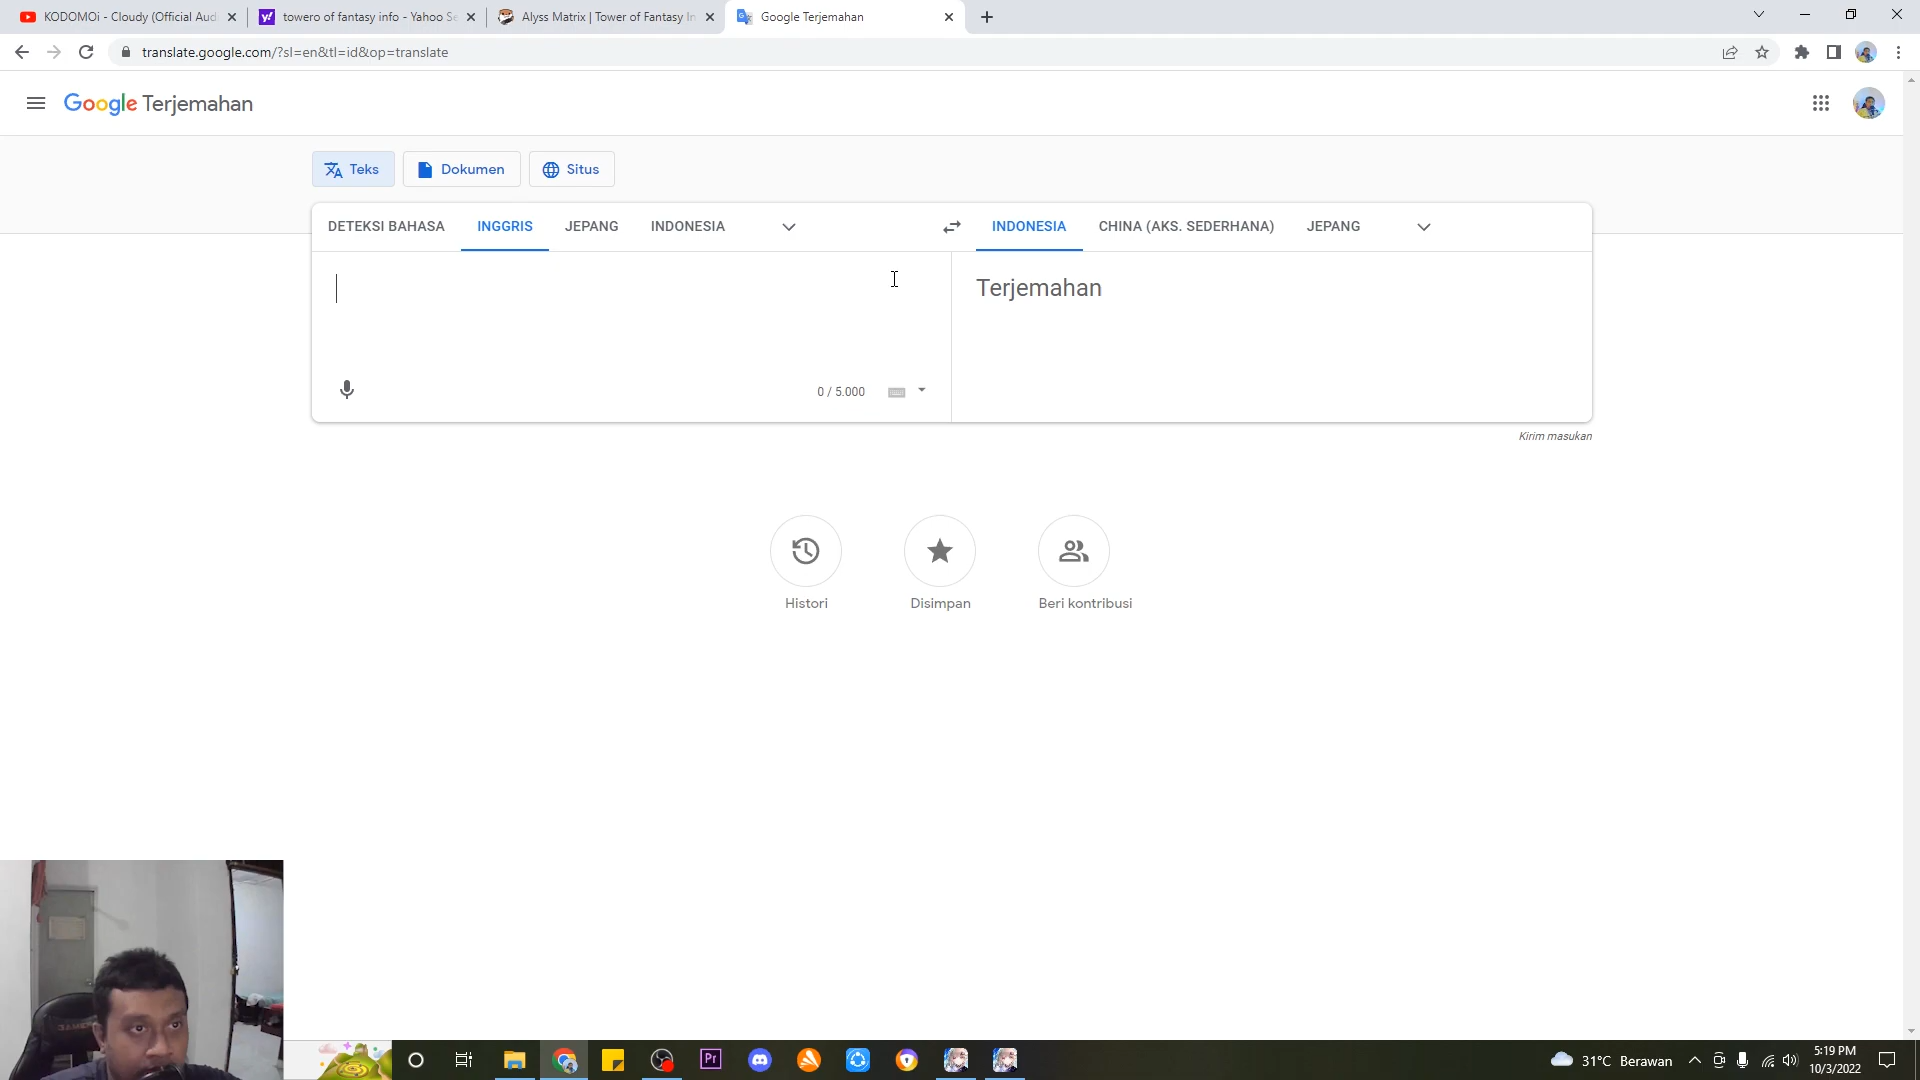 KODOMOi - Cloudy (Official Aud
towero of fantasy info - Yahoo Se
Alyss Matrix | Tower of Fantasy In
Google Terjemahan
translate.google.com/?sl=en&tl=id&op=translate
Google Terjemahan
Teks
Dokumen
Situs
DETEKSI BAHASA
INGGRIS
JEPANG
INDONESIA
INDONESIA
CHINA (AKS. SEDERHANA)
JEPANG
Terjemahan
0 / 5.000
Kirim masukan
Histori
Disimpan
Beri kontribusi
Pr
31°C Berawan
5:19 PM
10/3/2022